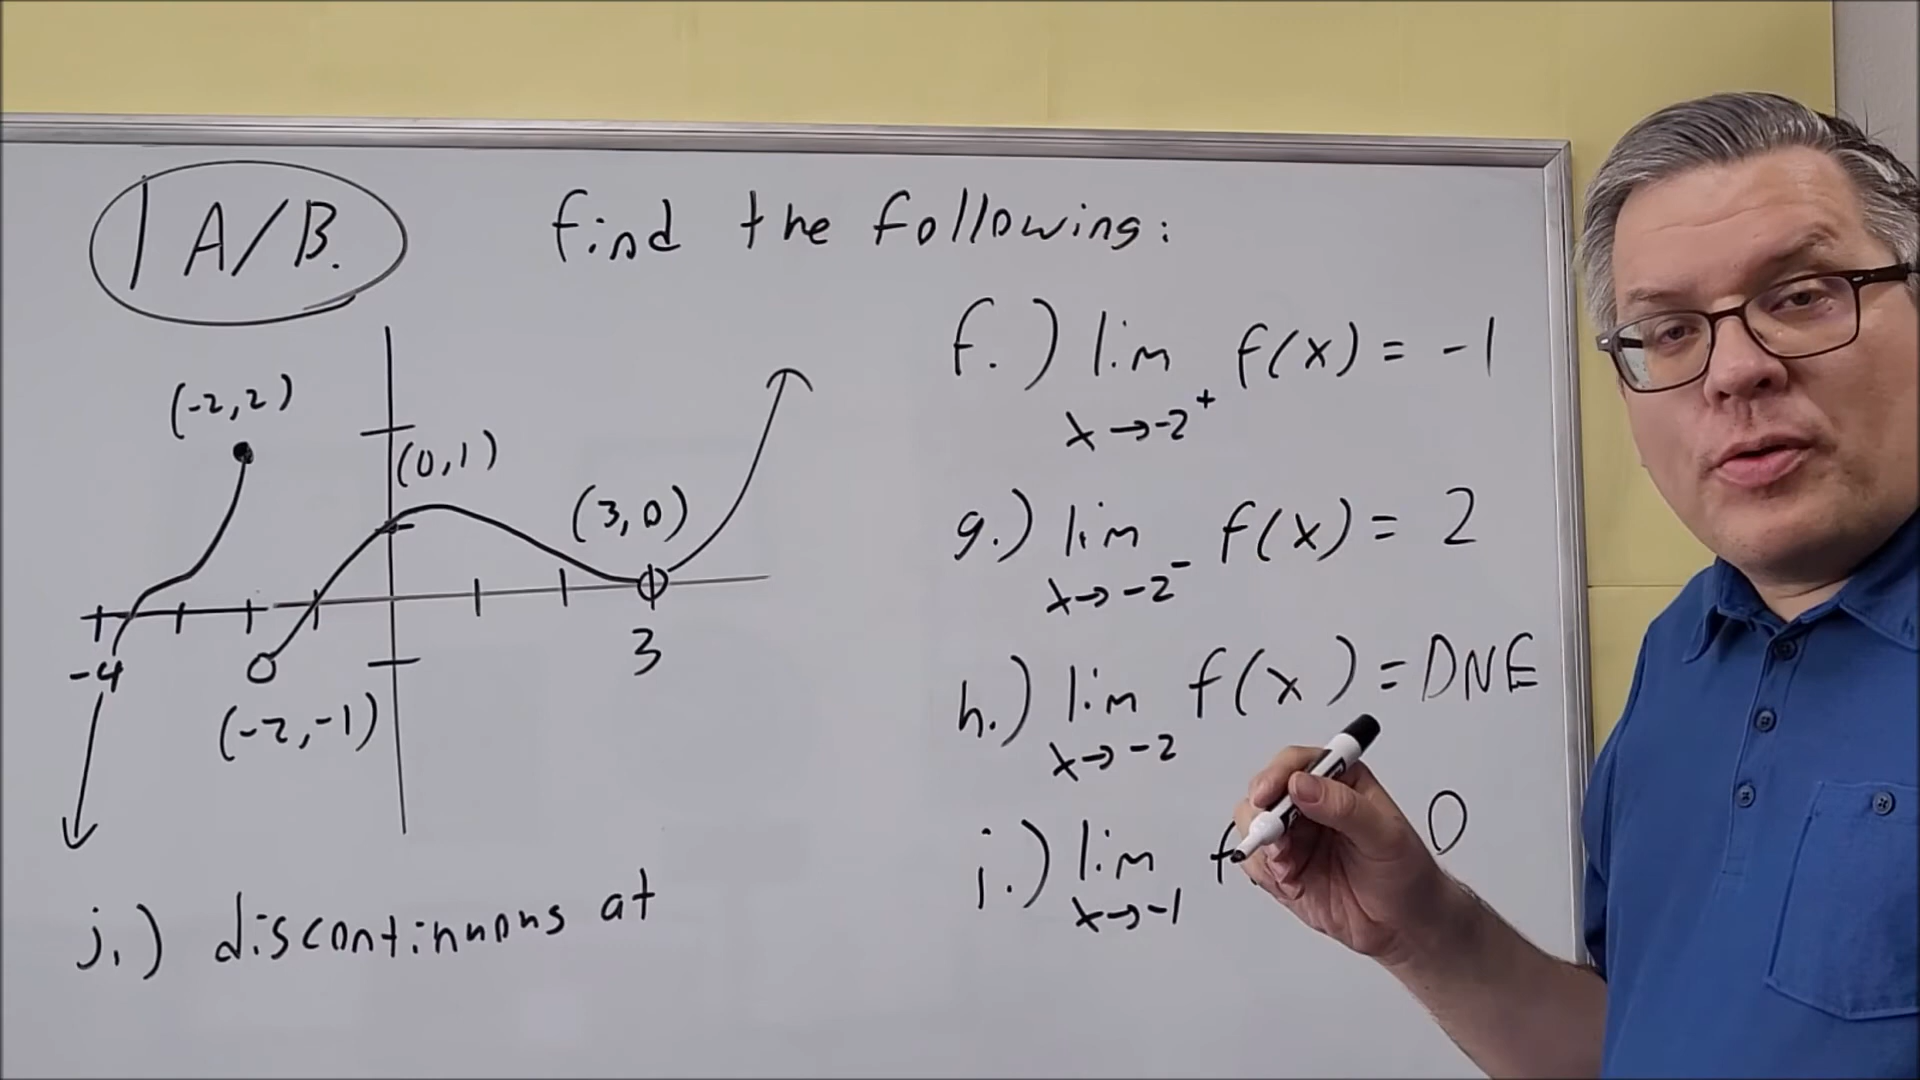 1 A/B.
find the following:
(-2,2)
(0,1)
(3,0)
-4
3
(-2,-1)
f.) lim f(x) = -1
x→-2⁺
g.) lim f(x) = 2
x→-2⁻
h.) lim f(x) = DNE
x→-2
i.) lim f 0
x→-1
j.) discontinuous at